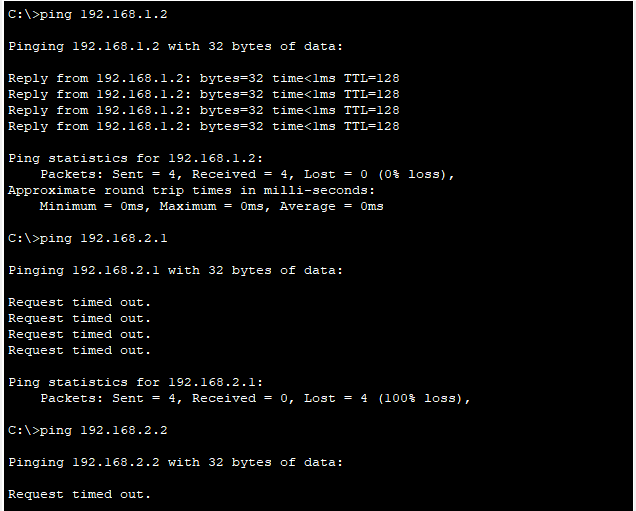 C:\>ping 192.168.1.2
Pinging 192.168.1.2 with 32 bytes of data:
Reply from 192.168.1.2: bytes=32 time<1ms TTL=128
Reply from 192.168.1.2: bytes=32 time<1ms TTL=128
Reply from 192.168.1.2: bytes=32 time<1ms TTL=128
Reply from 192.168.1.2: bytes=32 time<1ms TTL=128
Ping statistics for 192.168.1.2:
    Packets: Sent = 4, Received = 4, Lost = 0 (0% loss),
Approximate round trip times in milli-seconds:
    Minimum = 0ms, Maximum = 0ms, Average = 0ms
C:\>ping 192.168.2.1
Pinging 192.168.2.1 with 32 bytes of data:
Request timed out.
Request timed out.
Request timed out.
Request timed out.
Ping statistics for 192.168.2.1:
    Packets: Sent = 4, Received = 0, Lost = 4 (100% loss),
C:\>ping 192.168.2.2
Pinging 192.168.2.2 with 32 bytes of data:
Request timed out.